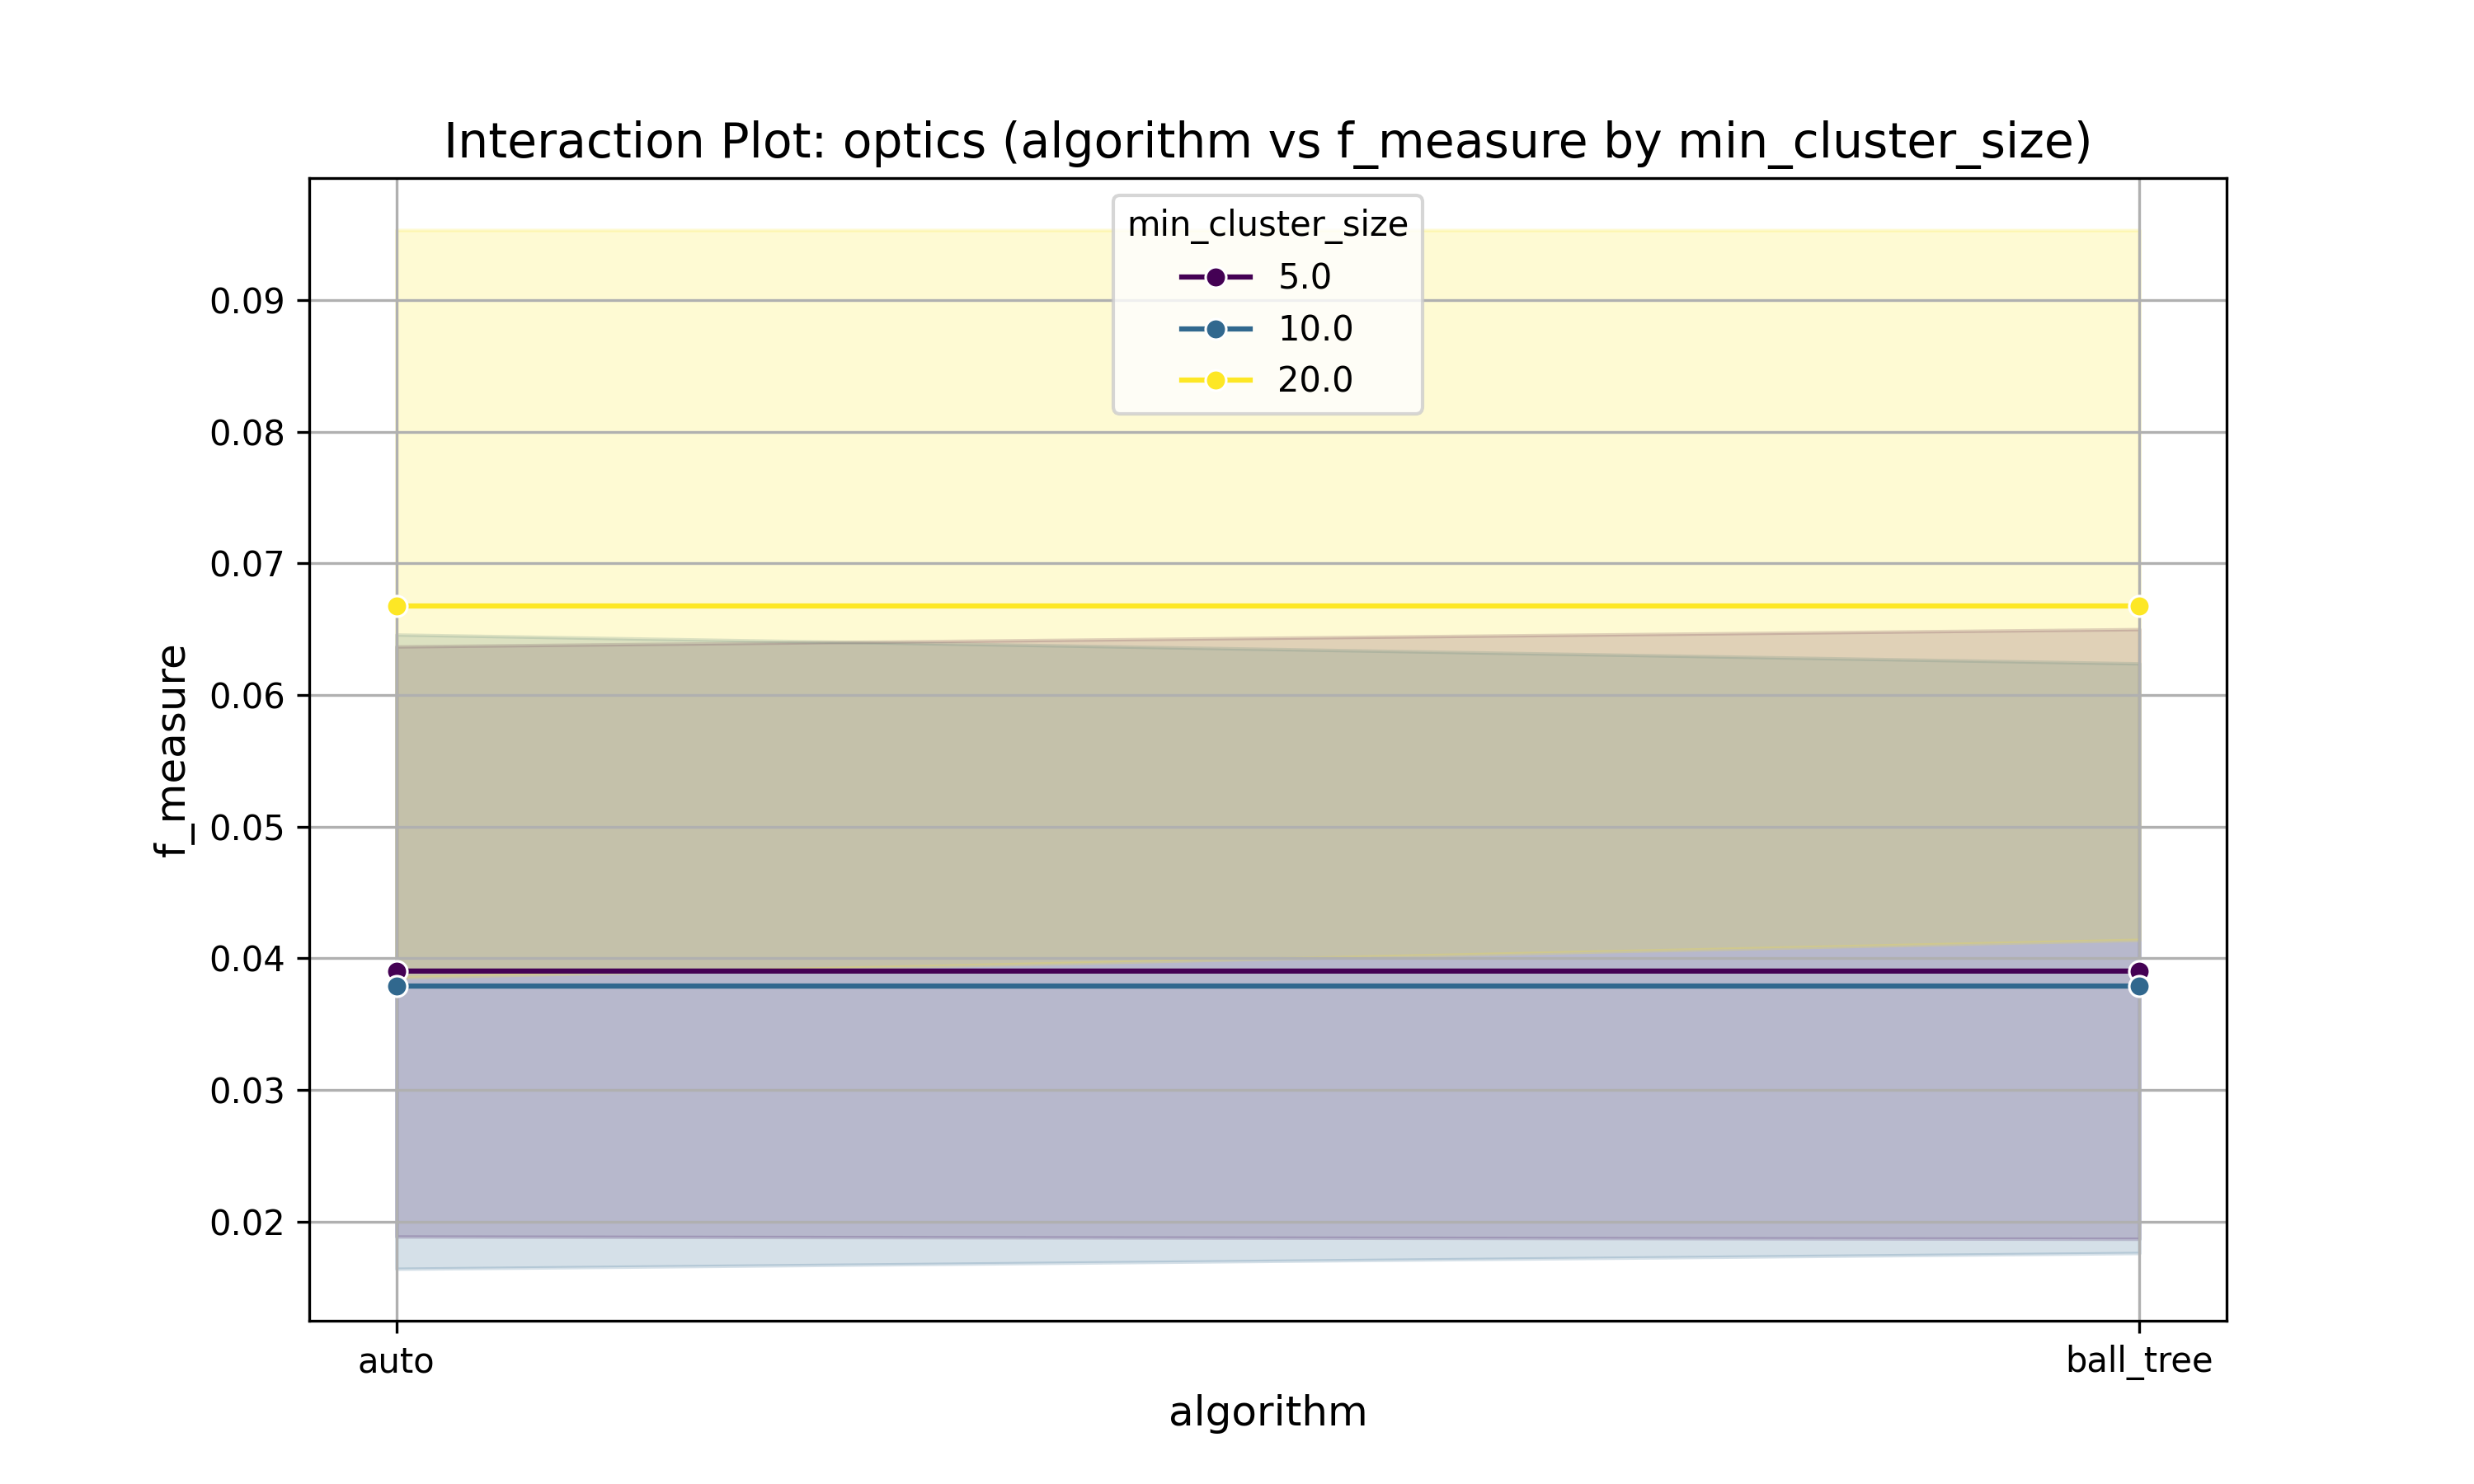 Interaction Plot: optics (algorithm vs f_measure by min_cluster_size)
min_cluster_size
5.0
10.0
20.0
f_measure
0.09
0.08
0.07
0.06
0.05
0.04
0.03
0.02
auto
ball_tree
algorithm